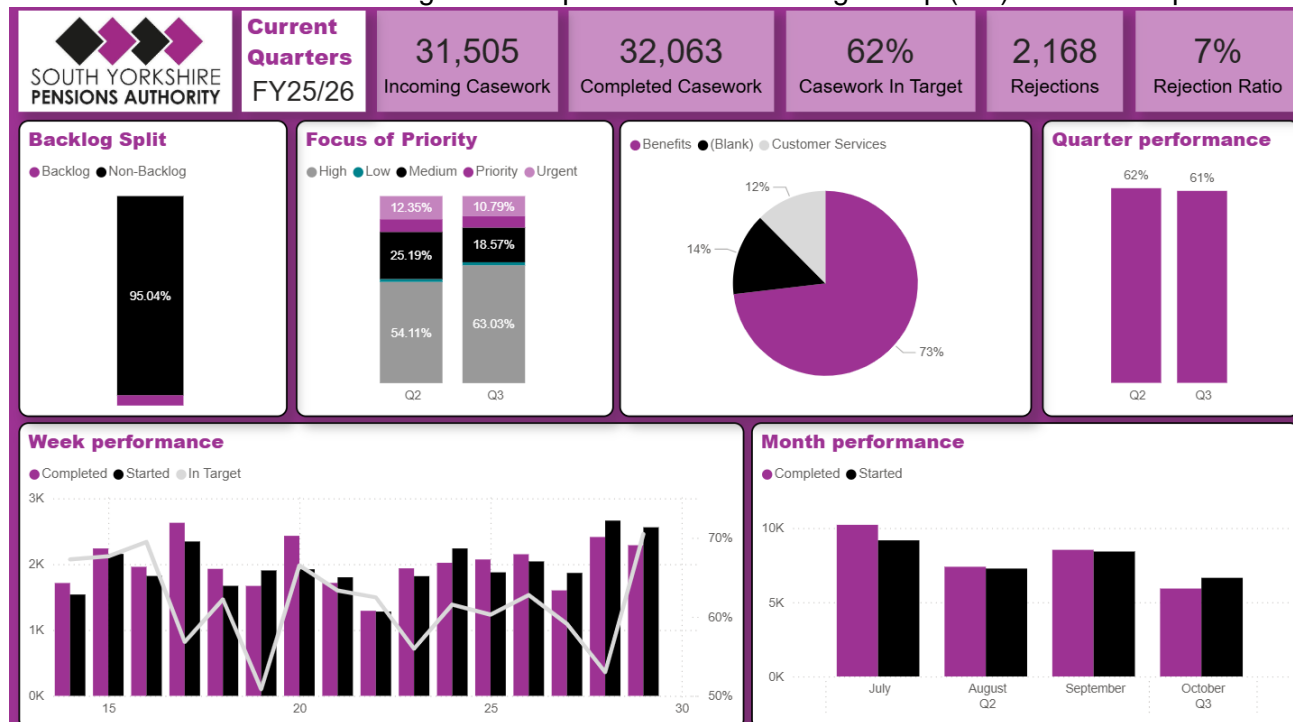 SOUTH YORKSHIRE
PENSIONS AUTHORITY
Current
Quarters
FY25/26
31,505
Incoming Casework
32,063
Completed Casework
62%
Casework In Target
2,168
Rejections
7%
Rejection Ratio
Backlog Split
Backlog Non-Backlog
95.04%
Focus of Priority
High Low Medium Priority Urgent
12.35% 10.79%
25.19% 18.57%
54.11% 63.03%
Q2 Q3
Benefits (Blank) Customer Services
12%
14%
73%
Quarter performance
62% 61%
Q2 Q3
Week performance
Completed Started In Target
3K
2K
1K
0K
70%
60%
50%
15 20 25 30
Month performance
Completed Started
10K
5K
0K
July August September October
Q2 Q3